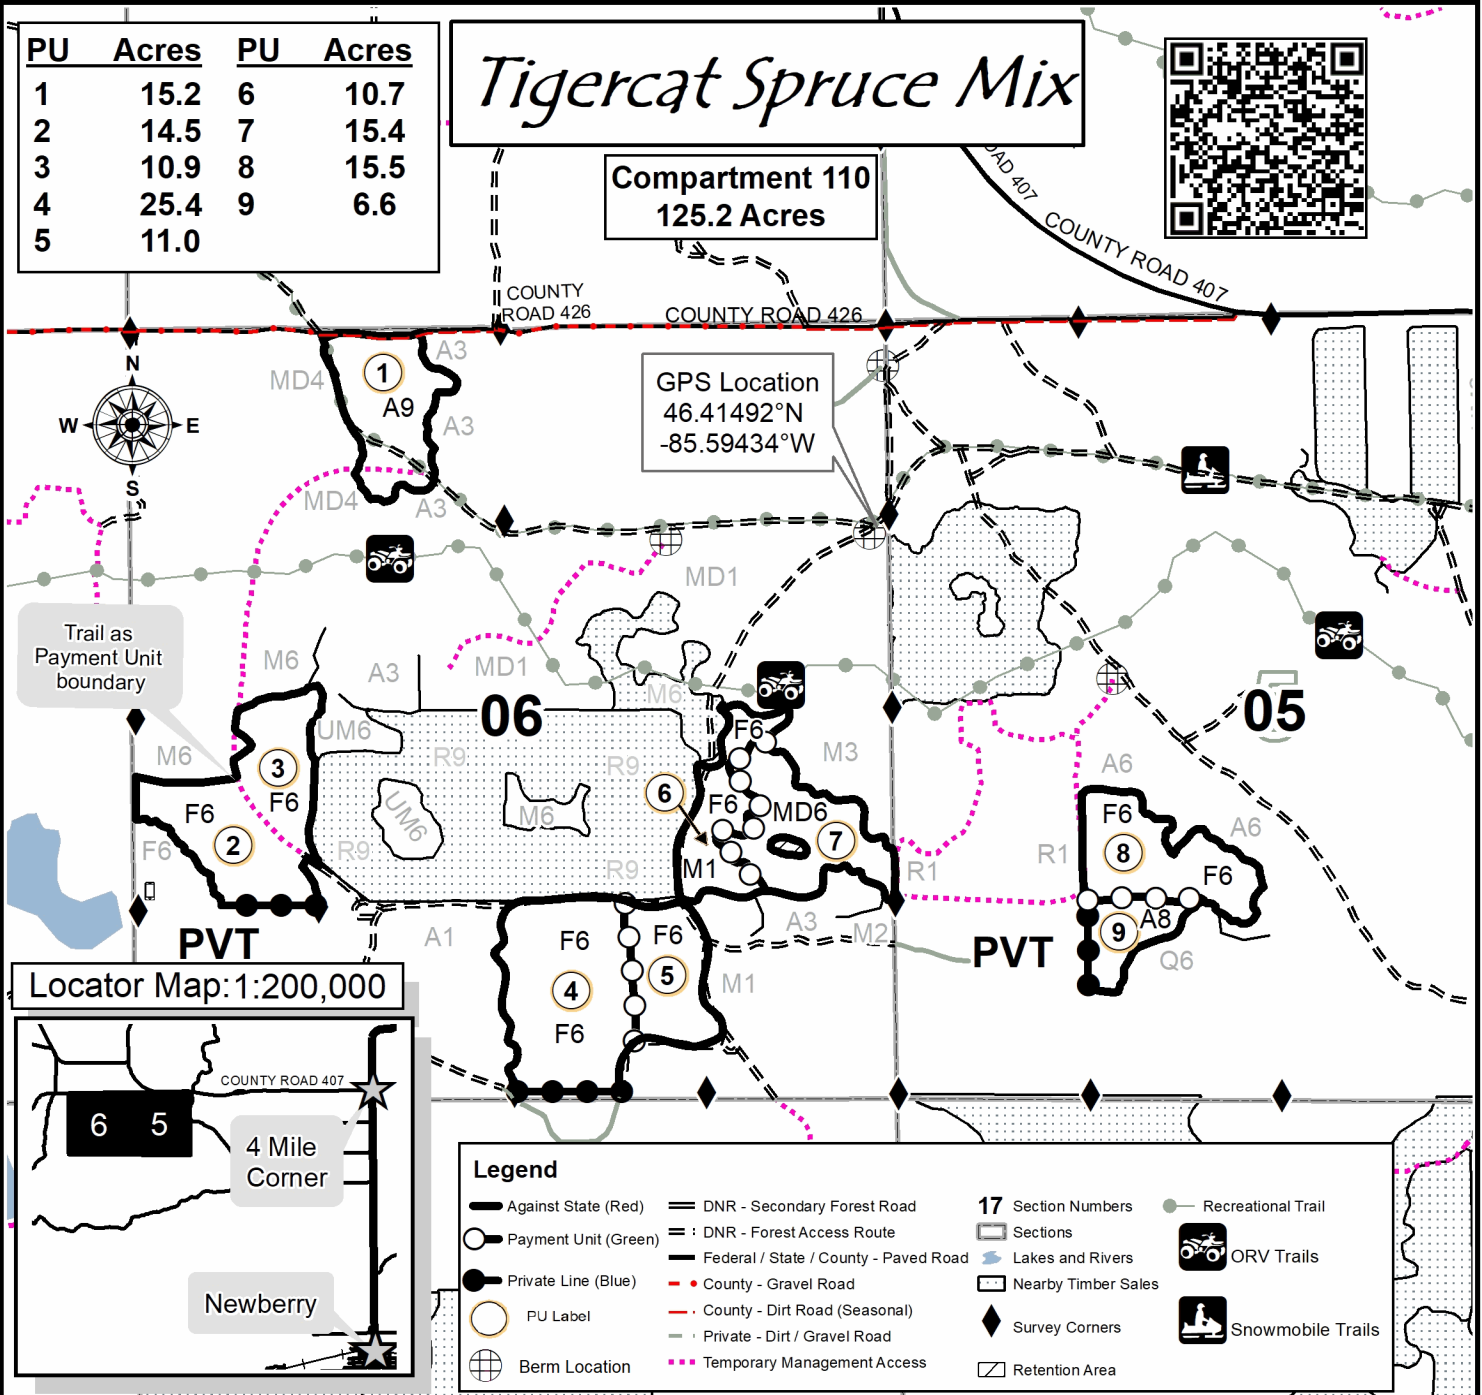 PU Acres PU Acres
1 15.2 6 10.7
2 14.5 7 15.4
3 10.9 8 15.5
4 25.4 9 6.6
5 11.0
Tigercat Spruce Mix
Compartment 110
125.2 Acres
OAD 407
COUNTY ROAD 407
COUNTY
ROAD 426
COUNTY ROAD 426
GPS Location
46.41492°N
-85.59434°W
N
W E
S
MD4
1
A3
A9
A3
MD4
A3
MD1
Trail as
Payment Unit
boundary
M6
A3
MD1
M6
06
05
UM6
M6
R9
R9
F6
M3
A6
3
F6
6
F6
MD6
F6
F6
2
UM6
M6
7
8
A6
F6
R9
R9
M1
R1
R1
F6
PVT
A1
F6
F6
A3
M2
PVT
9
A8
Q6
4
5
M1
F6
Locator Map:1:200,000
COUNTY ROAD 407
6 5
4 Mile
Corner
Newberry
Legend
Against State (Red)
Payment Unit (Green)
Private Line (Blue)
PU Label
Berm Location
DNR - Secondary Forest Road
DNR - Forest Access Route
Federal / State / County - Paved Road
County - Gravel Road
County - Dirt Road (Seasonal)
Private - Dirt / Gravel Road
Temporary Management Access
17 Section Numbers
Sections
Lakes and Rivers
Nearby Timber Sales
Survey Corners
Retention Area
Recreational Trail
ORV Trails
Snowmobile Trails